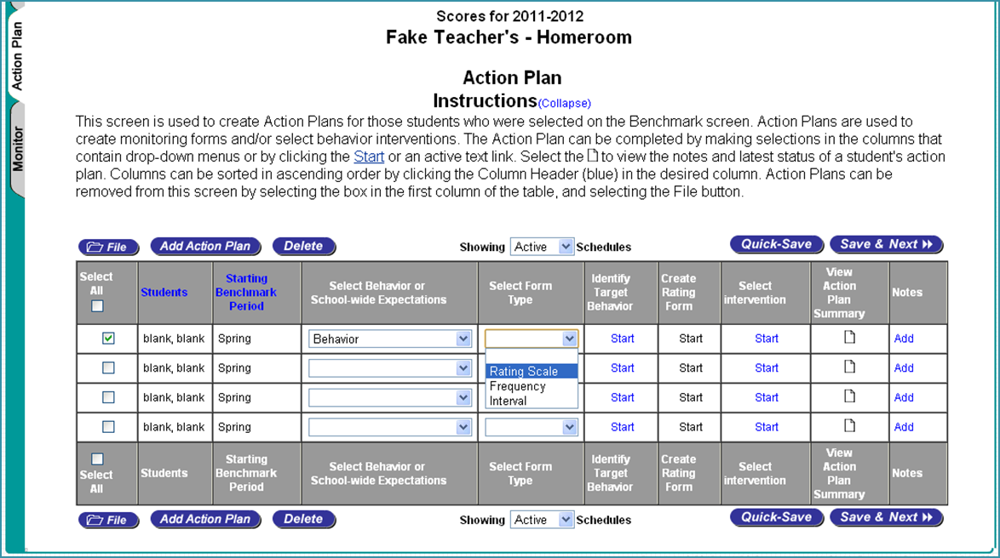 Scores for 2011-2012
Fake Teacher's - Homeroom
Action Plan
Monitor
Action Plan
Instructions(Collapse)
This screen is used to create Action Plans for those students who were selected on the Benchmark screen. Action Plans are used to
create monitoring forms and/or select behavior interventions. The Action Plan can be completed by making selections in the columns that
contain drop-down menus or by clicking the Start or an active text link. Select the to view the notes and latest status of a student's action
plan. Columns can be sorted in ascending order by clicking the Column Header (blue) in the desired column. Action Plans can be
removed from this screen by selecting the box in the first column of the table, and selecting the File button.
File Add Action Plan Delete Showing Active Schedules Quick-Save Save & Next
Select All
Students
Starting Benchmark Period
Select Behavior or School-wide Expectations
Select Form Type
Identify Target Behavior
Create Rating Form
Select intervention
View Action Plan Summary
Notes
blank, blank Spring Behavior Start Start Start Add
Rating Scale
Frequency
Interval
blank, blank Spring Start Start Start Add
blank, blank Spring Start Start Start Add
blank, blank Spring Start Start Start Add
Select All
Students
Starting Benchmark Period
Select Behavior or School-wide Expectations
Select Form Type
Identify Target Behavior
Create Rating Form
Select intervention
View Action Plan Summary
Notes
File Add Action Plan Delete Showing Active Schedules Quick-Save Save & Next